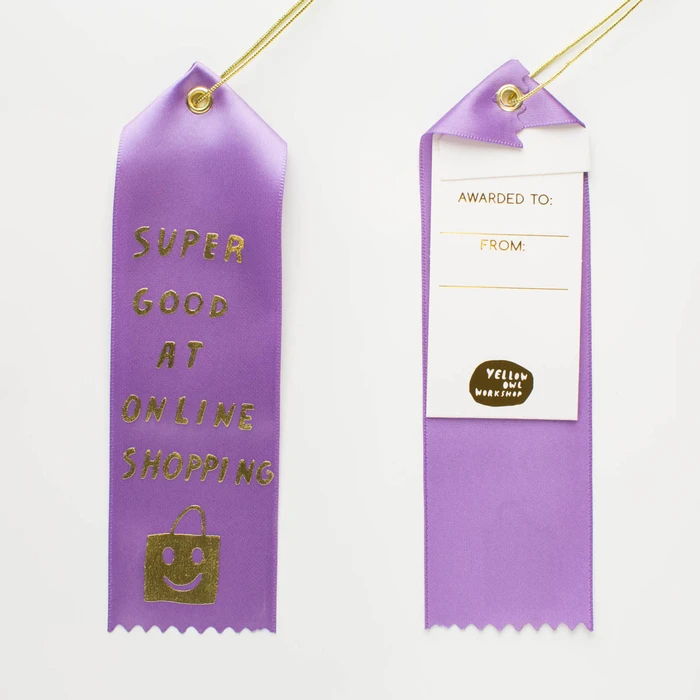 SUPER
GOOD
AT
ONLINE
SHOPPING
AWARDED TO:
FROM:
YELLOW
OWL
WORKSHOP